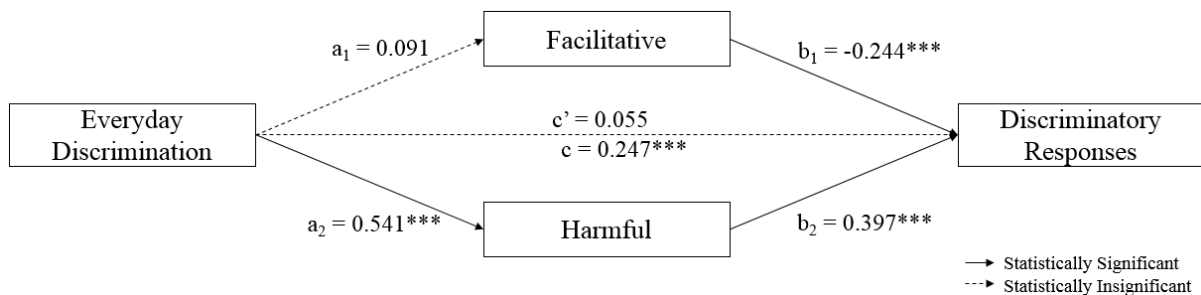 Facilitative
a₁ = 0.091
b₁ = -0.244***
Everyday
Discrimination
c’ = 0.055
c = 0.247***
Discriminatory
Responses
a₂ = 0.541***
Harmful
b₂ = 0.397***
Statistically Significant
Statistically Insignificant